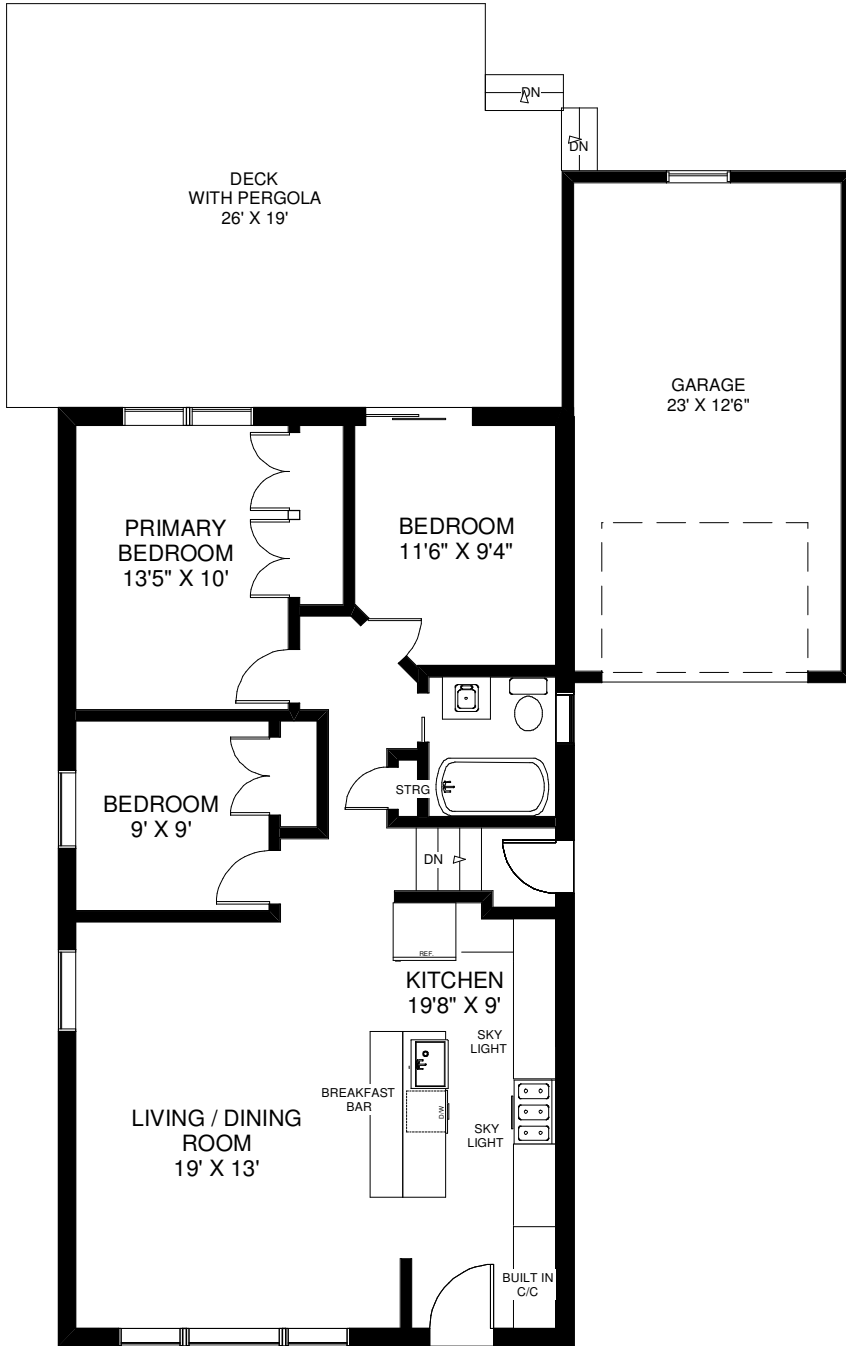 DN
DN
DECK
WITH PERGOLA
26' X 19'
GARAGE
23' X 12'6"
PRIMARY
BEDROOM
13'5" X 10'
BEDROOM
11'6" X 9'4"
STRG
BEDROOM
9' X 9'
DN
REF.
KITCHEN
19'8" X 9'
SKY
LIGHT
BREAKFAST
BAR
D/W
LIVING / DINING
ROOM
19' X 13'
SKY
LIGHT
BUILT IN
C/C